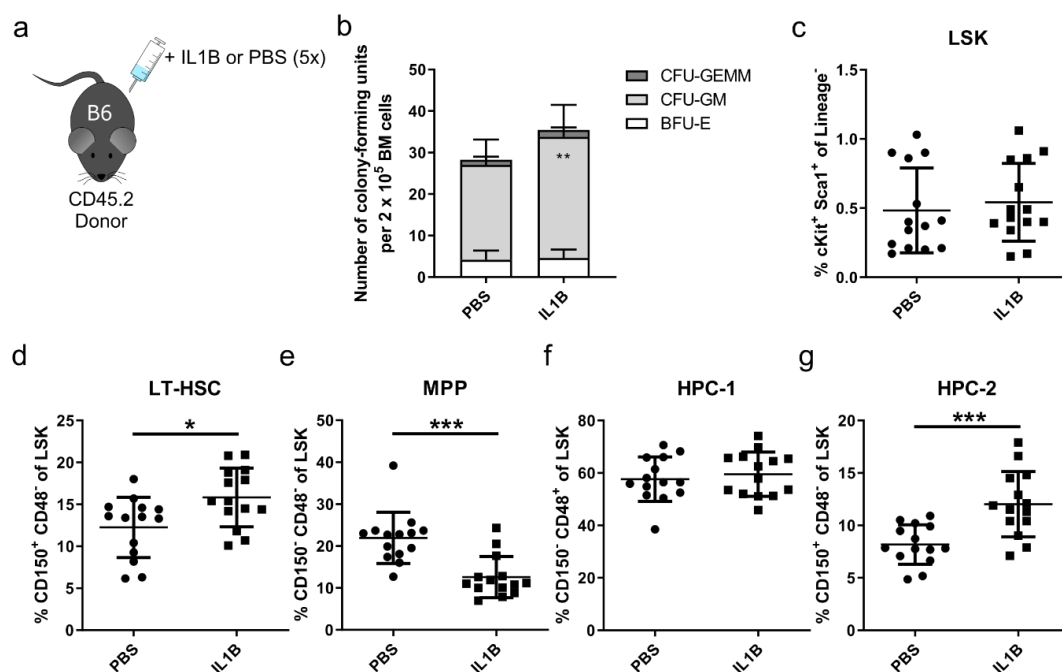 a
+ IL1B or PBS (5x)
B6
CD45.2
Donor
b
Number of colony-forming units
per 2 x 10⁵ BM cells
50
40
30
20
10
0
PBS
IL1B
**
CFU-GEMM
CFU-GM
BFU-E
c
LSK
% cKit⁺ Sca1⁺ of Lineage⁻
1.5
1.0
0.5
0.0
PBS
IL1B
d
LT-HSC
% CD150⁺ CD48⁻ of LSK
25
20
15
10
5
0
*
PBS
IL1B
e
MPP
% CD150⁻ CD48⁻ of LSK
50
40
30
20
10
0
***
PBS
IL1B
f
HPC-1
% CD150⁻ CD48⁺ of LSK
80
60
40
20
0
PBS
IL1B
g
HPC-2
% CD150⁺ CD48⁻ of LSK
20
15
10
5
0
***
PBS
IL1B